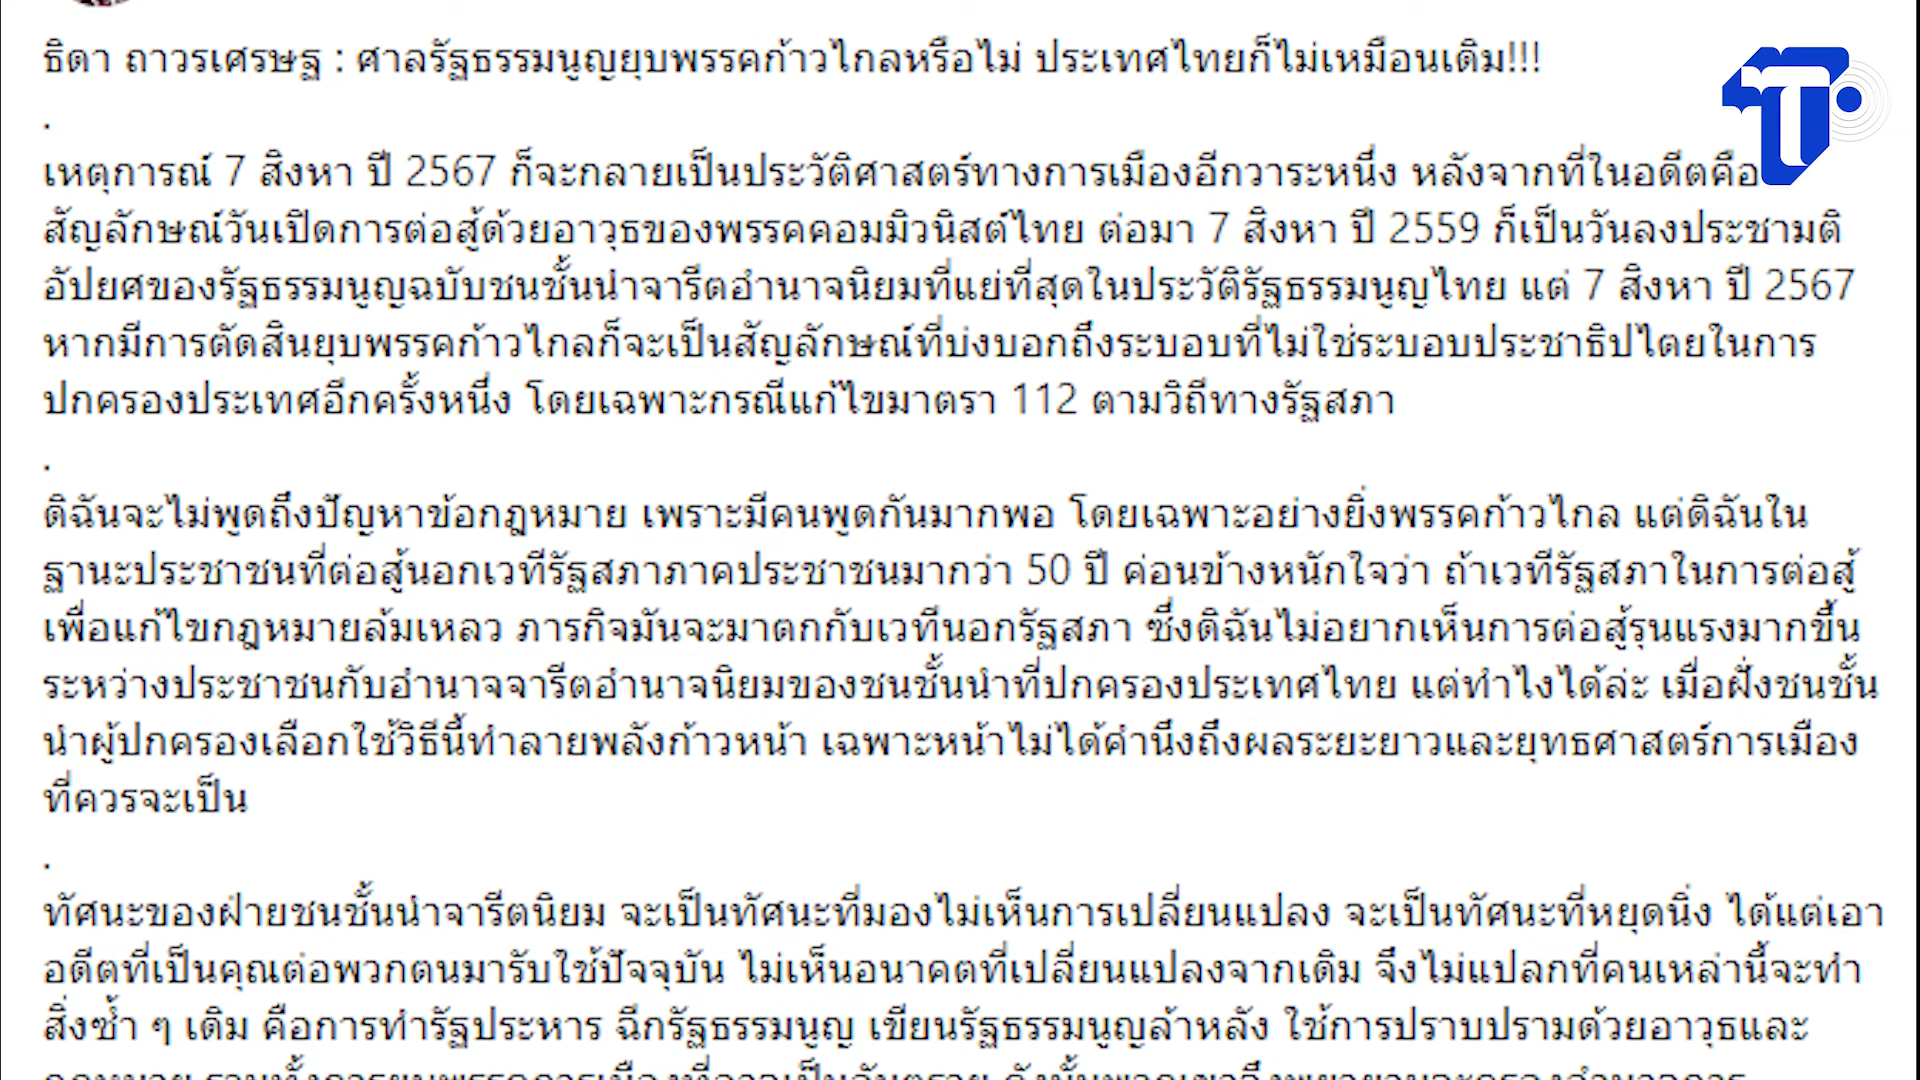 ธิดา ถาวรเศรษฐ : ศาลรัฐธรรมนูญยุบพรรคก้าวไกลหรือไม่ ประเทศไทยก็ไม่เหมือนเดิม!!!
.
เหตุการณ์ 7 สิงหา ปี 2567 ก็จะกลายเป็นประวัติศาสตร์ทางการเมืองอีกวาระหนึ่ง หลังจากที่ในอดีตคือ
สัญลักษณ์วันเปิดการต่อสู้ด้วยอาวุธของพรรคคอมมิวนิสต์ไทย ต่อมา 7 สิงหา ปี 2559 ก็เป็นวันลงประชามติ
อัปยศของรัฐธรรมนูญฉบับชนชั้นนำจารีตอำนาจนิยมที่แย่ที่สุดในประวัติรัฐธรรมนูญไทย แต่ 7 สิงหา ปี 2567
หากมีการตัดสินยุบพรรคก้าวไกลก็จะเป็นสัญลักษณ์ที่บ่งบอกถึงระบอบที่ไม่ใช่ระบอบประชาธิปไตยในการ
ปกครองประเทศอีกครั้งหนึ่ง โดยเฉพาะกรณีแก้ไขมาตรา 112 ตามวิถีทางรัฐสภา
.
ดิฉันจะไม่พูดถึงปัญหาข้อกฎหมาย เพราะมีคนพูดกันมากพอ โดยเฉพาะอย่างยิ่งพรรคก้าวไกล แต่ดิฉันใน
ฐานะประชาชนที่ต่อสู้นอกเวทีรัฐสภาภาคประชาชนมากว่า 50 ปี ค่อนข้างหนักใจว่า ถ้าเวทีรัฐสภาในการต่อสู้
เพื่อแก้ไขกฎหมายล้มเหลว ภารกิจมันจะมาตกกับเวทีนอกรัฐสภา ซึ่งดิฉันไม่อยากเห็นการต่อสู้รุนแรงมากขึ้น
ระหว่างประชาชนกับอำนาจจารีตอำนาจนิยมของชนชั้นนำที่ปกครองประเทศไทย แต่ทำไงได้ล่ะ เมื่อฝั่งชนชั้น
นำผู้ปกครองเลือกใช้วิธีนี้ทำลายพลังก้าวหน้า เฉพาะหน้าไม่ได้คำนึงถึงผลระยะยาวและยุทธศาสตร์การเมือง
ที่ควรจะเป็น
.
ทัศนะของฝ่ายชนชั้นนำจารีตนิยม จะเป็นทัศนะที่มองไม่เห็นการเปลี่ยนแปลง จะเป็นทัศนะที่หยุดนิ่ง ได้แต่เอา
อดีตที่เป็นคุณต่อพวกตนมารับใช้ปัจจุบัน ไม่เห็นอนาคตที่เปลี่ยนแปลงจากเดิม จึงไม่แปลกที่คนเหล่านี้จะทำ
สิ่งซ้ำ ๆ เดิม คือการทำรัฐประหาร ฉีกรัฐธรรมนูญ เขียนรัฐธรรมนูญล้าหลัง ใช้การปราบปรามด้วยอาวุธและ